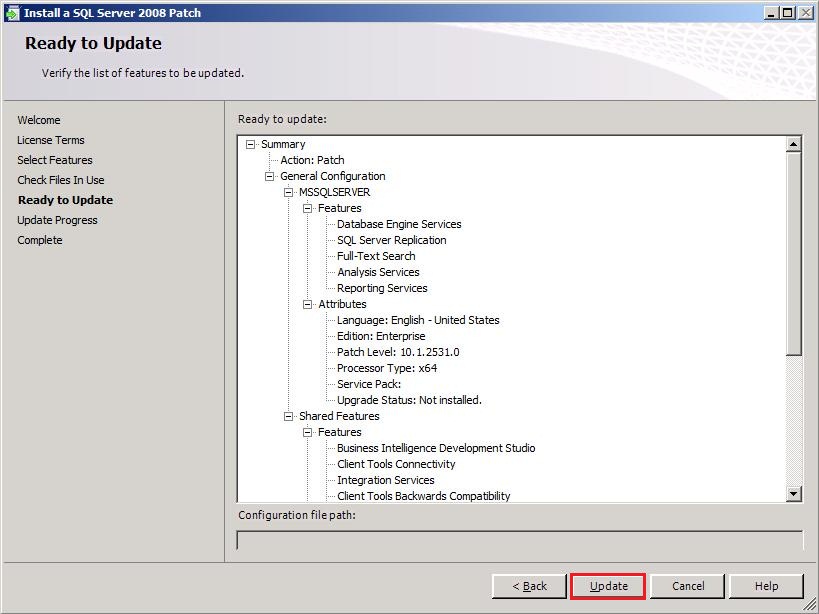 Install a SQL Server 2008 Patch
Ready to Update
Verify the list of features to be updated.
Welcome
License Terms
Select Features
Check Files In Use
Ready to Update
Update Progress
Complete
Ready to update:
Summary
Action: Patch
General Configuration
MSSQLSERVER
Features
Database Engine Services
SQL Server Replication
Full-Text Search
Analysis Services
Reporting Services
Attributes
Language: English - United States
Edition: Enterprise
Patch Level: 10.1.2531.0
Processor Type: x64
Service Pack:
Upgrade Status: Not installed.
Shared Features
Features
Business Intelligence Development Studio
Client Tools Connectivity
Integration Services
Client Tools Backwards Compatibility
Configuration file path:
< Back
Update
Cancel
Help